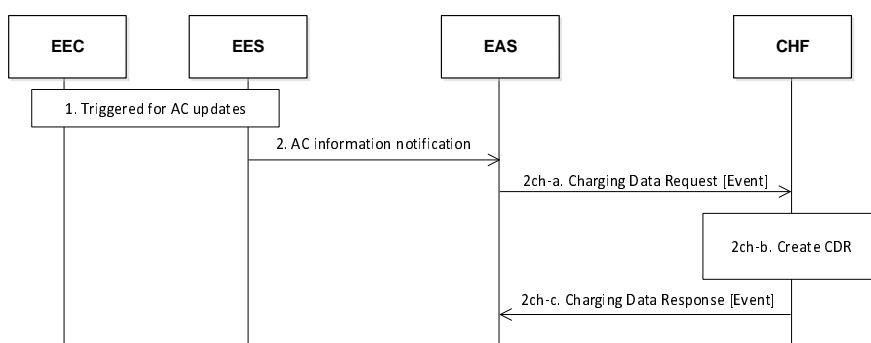 EEC
EES
EAS
CHF
1. Triggered for AC updates
2. AC information notification
2ch-a. Charging Data Request [Event]
2ch-b. Create CDR
2ch-c. Charging Data Response [Event]